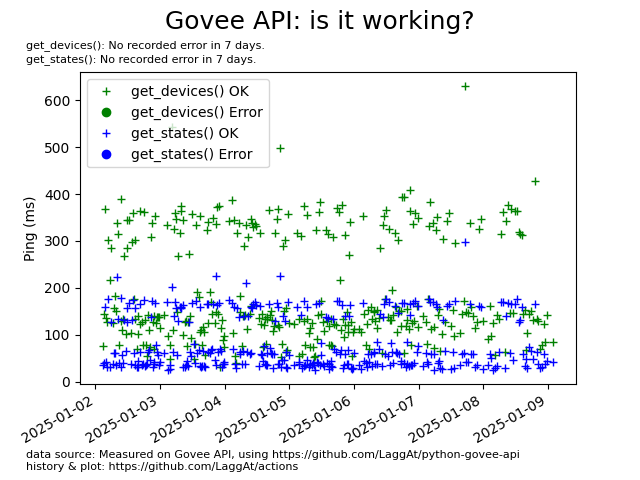 Govee API: is it working?
get_devices(): No recorded error in 7 days.
get_states(): No recorded error in 7 days.
get_devices() OK
get_devices() Error
get_states() OK
get_states() Error
Ping (ms)
600
500
400
300
200
100
0
2025-01-02
2025-01-03
2025-01-04
2025-01-05
2025-01-06
2025-01-07
2025-01-08
2025-01-09
data source: Measured on Govee API, using https://github.com/LaggAt/python-govee-api
history & plot: https://github.com/LaggAt/actions